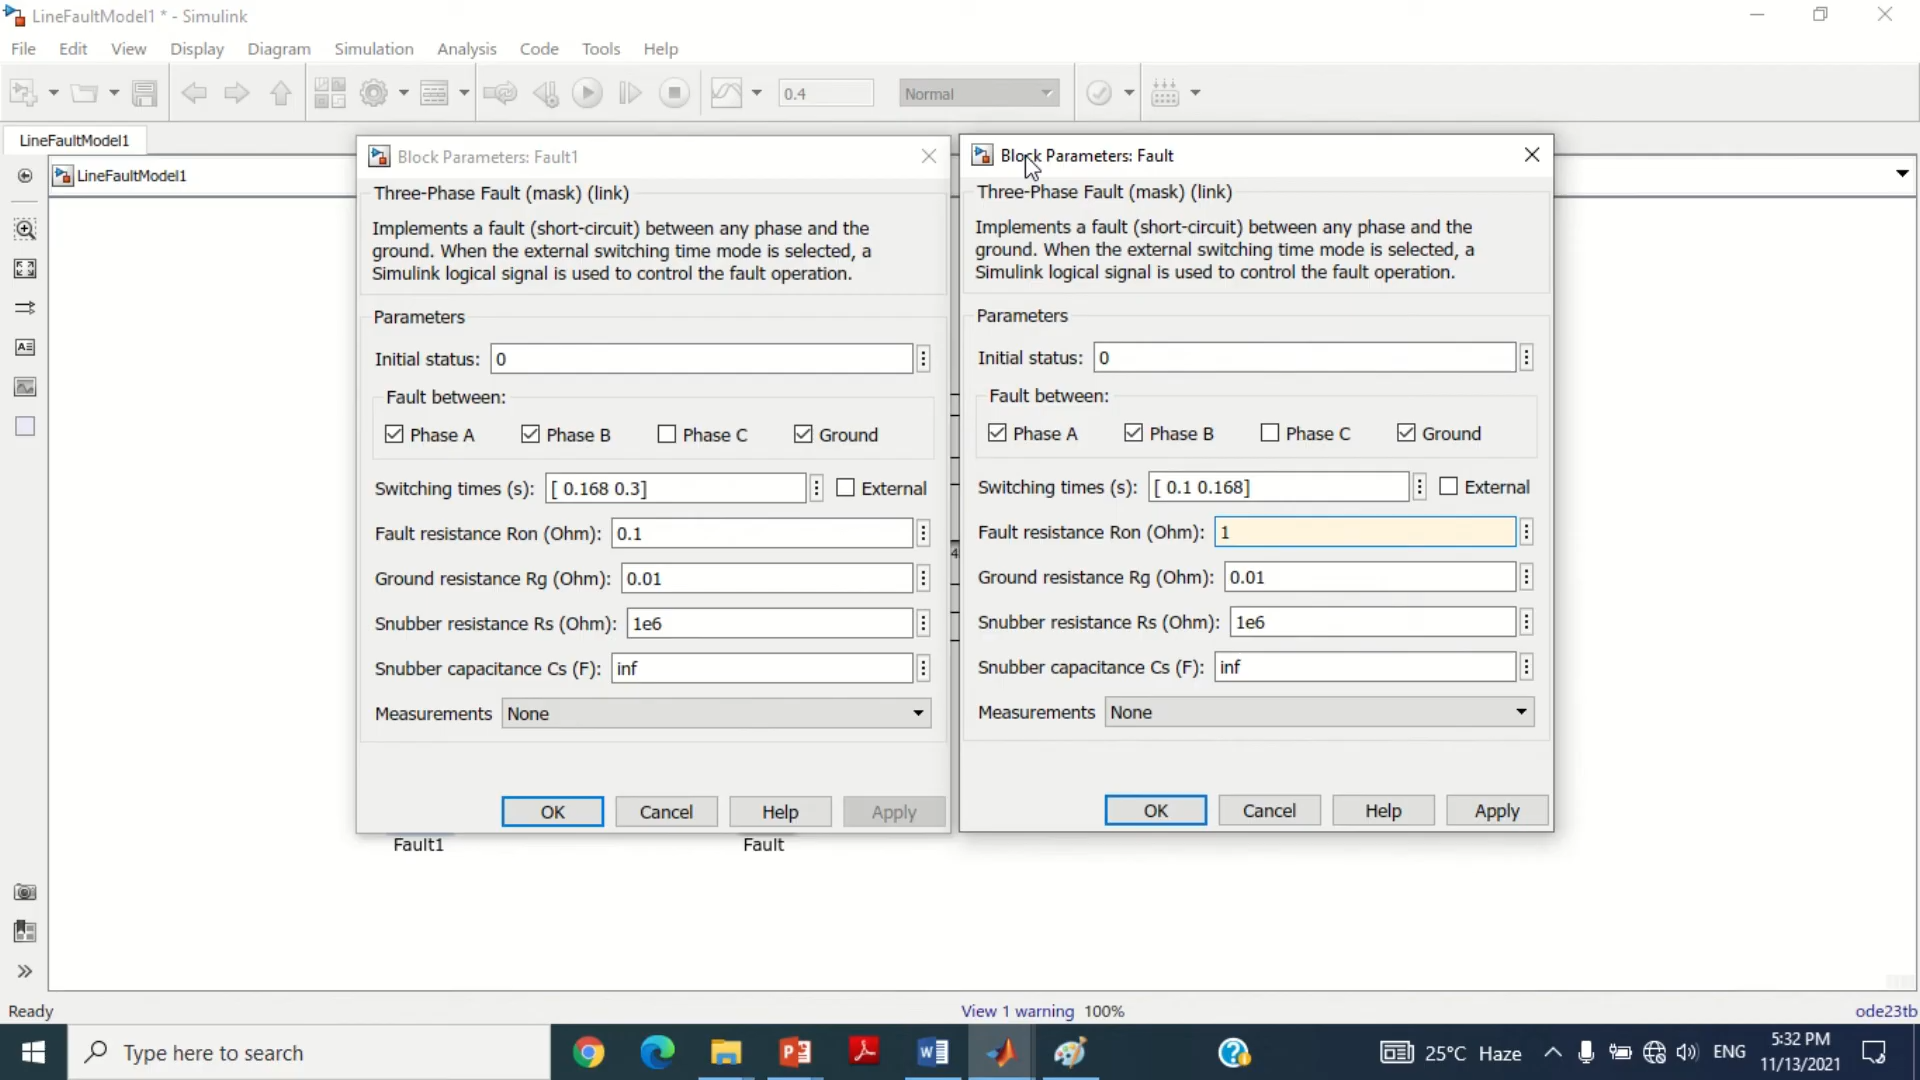 LineFaultModel1 * - Simulink
File Edit View Display Diagram Simulation Analysis Code Tools Help
0.4 Normal
LineFaultModel1
LineFaultModel1
Block Parameters: Fault1
Three-Phase Fault (mask) (link)
Implements a fault (short-circuit) between any phase and the
ground. When the external switching time mode is selected, a
Simulink logical signal is used to control the fault operation.
Parameters
Initial status: 0
Fault between:
Phase A Phase B Phase C Ground
Switching times (s): [ 0.168 0.3] External
Fault resistance Ron (Ohm): 0.1
Ground resistance Rg (Ohm): 0.01
Snubber resistance Rs (Ohm): 1e6
Snubber capacitance Cs (F): inf
Measurements None
OK Cancel Help Apply
Block Parameters: Fault
Three-Phase Fault (mask) (link)
Implements a fault (short-circuit) between any phase and the
ground. When the external switching time mode is selected, a
Simulink logical signal is used to control the fault operation.
Parameters
Initial status: 0
Fault between:
Phase A Phase B Phase C Ground
Switching times (s): [ 0.1 0.168] External
Fault resistance Ron (Ohm): 1
Ground resistance Rg (Ohm): 0.01
Snubber resistance Rs (Ohm): 1e6
Snubber capacitance Cs (F): inf
Measurements None
OK Cancel Help Apply
4
Fault1 Fault
Ready View 1 warning 100% ode23tb
Type here to search
25°C Haze ENG 5:32 PM
11/13/2021